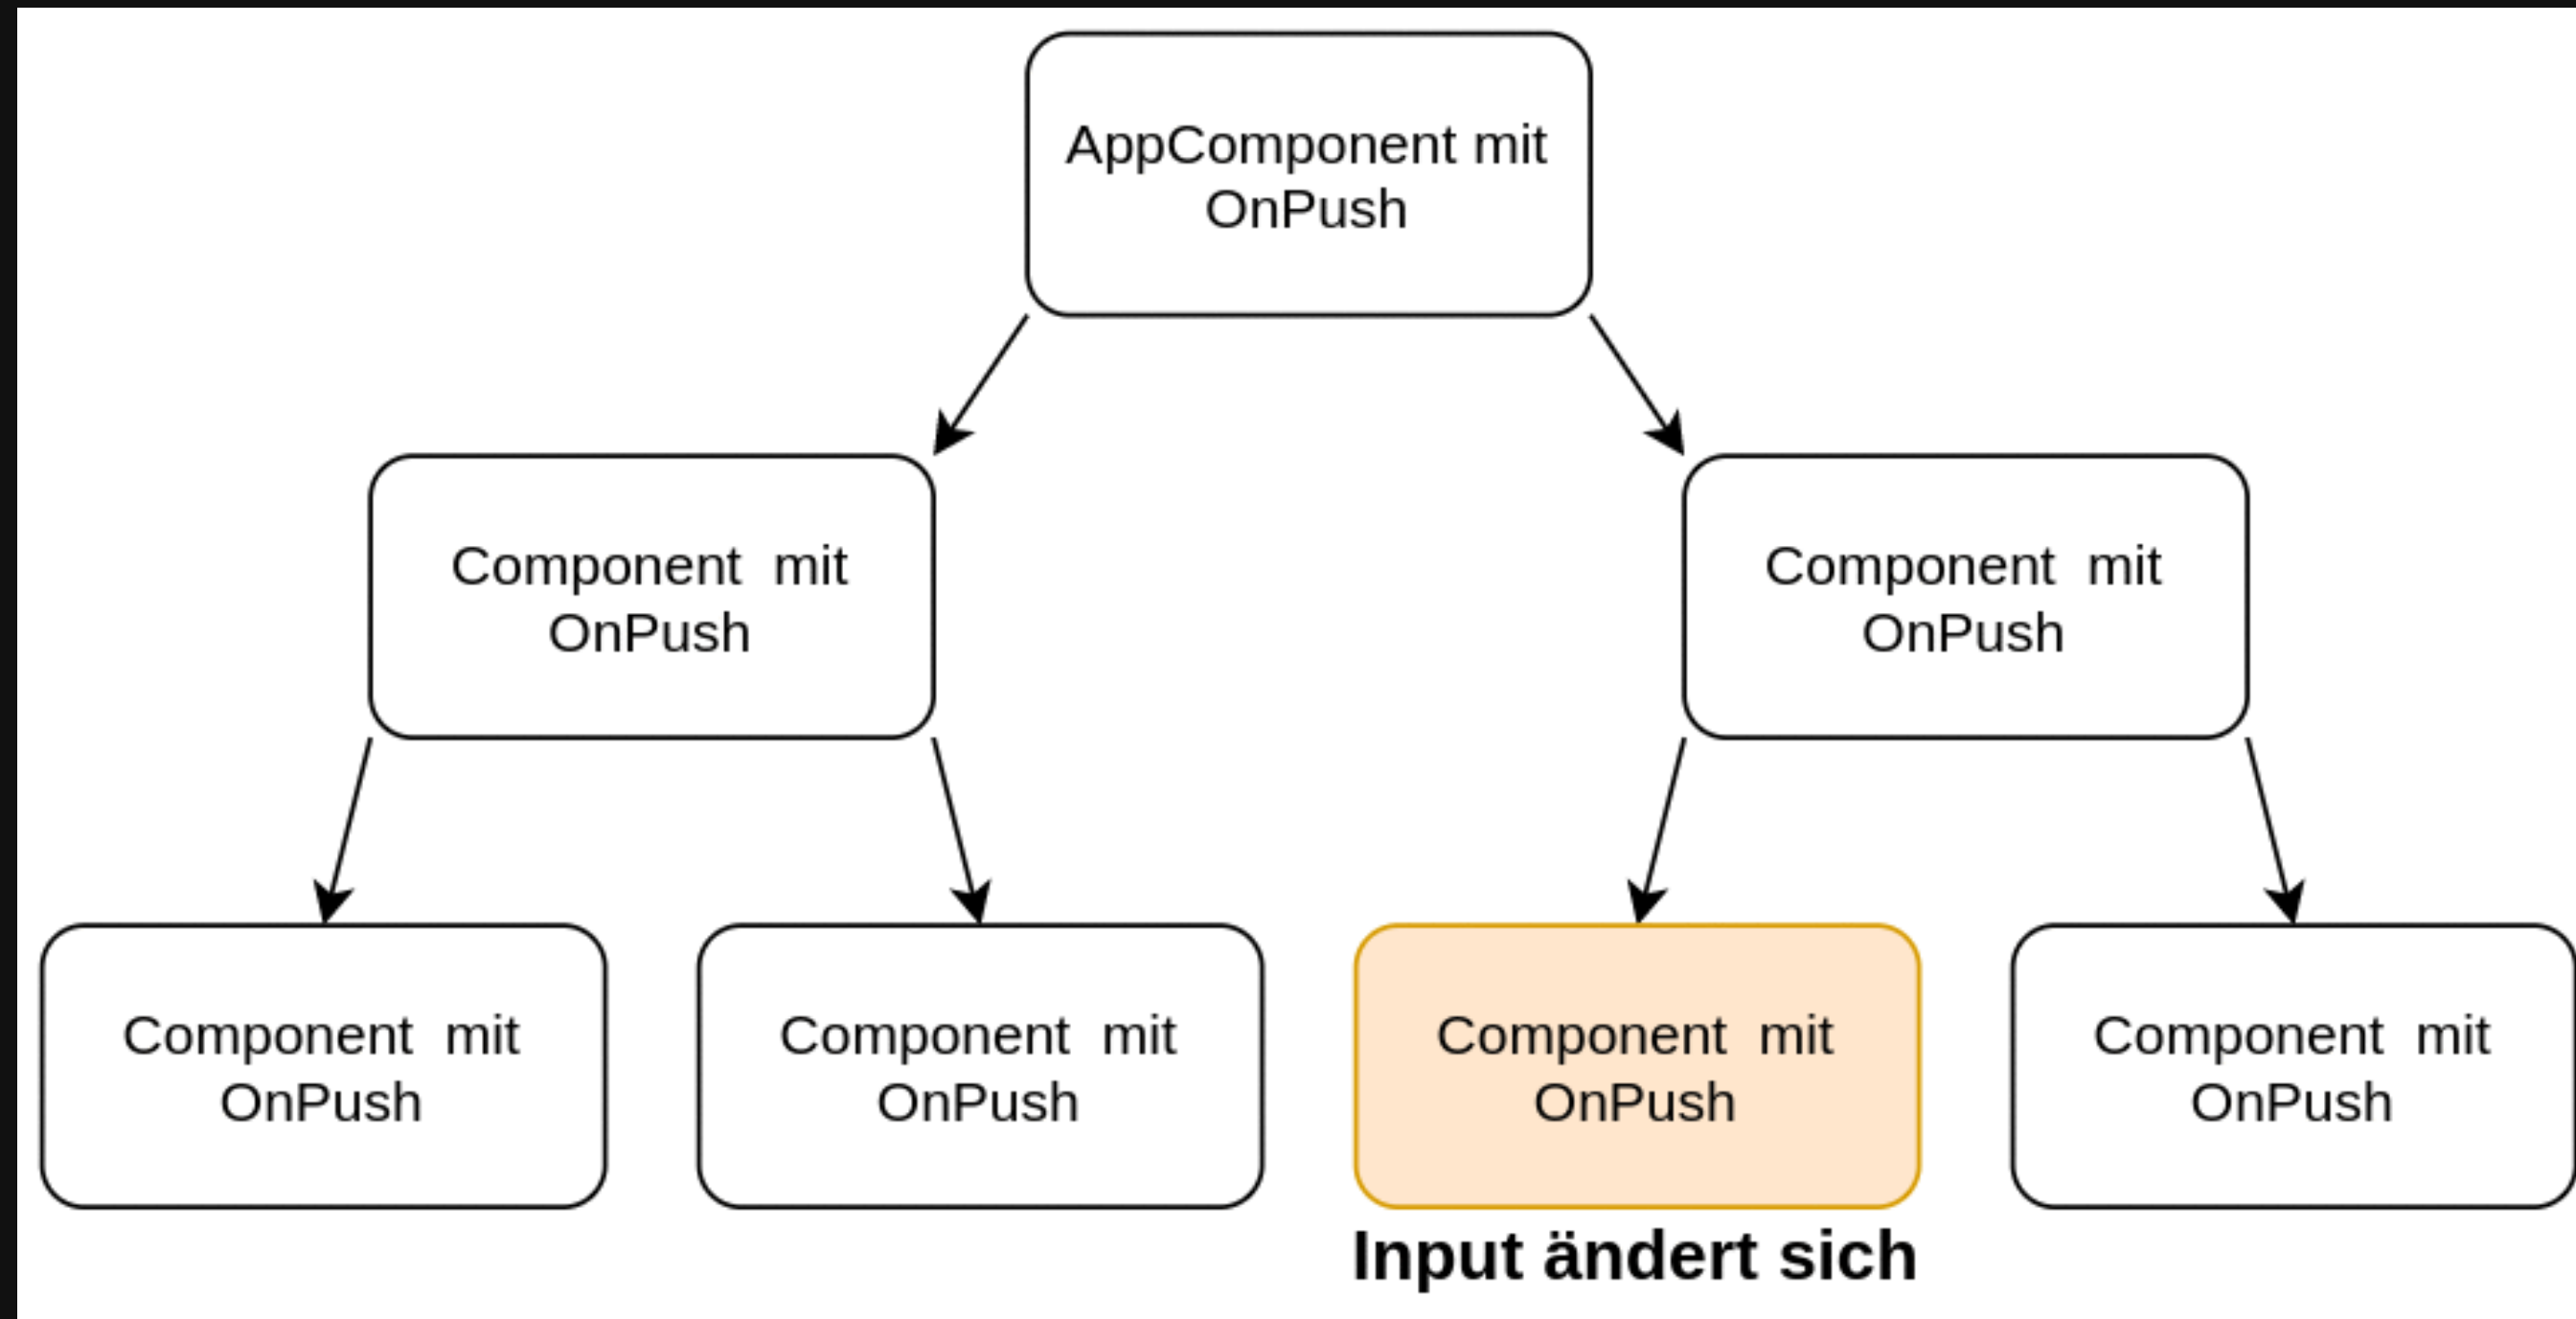 AppComponent mit
OnPush
Component mit
OnPush
Component mit
OnPush
Component mit
OnPush
Component mit
OnPush
Component mit
OnPush
Component mit
OnPush
Input ändert sich